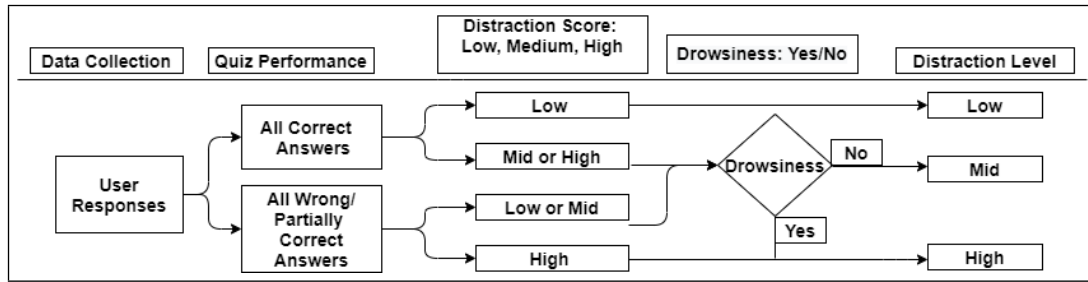 Data Collection
Quiz Performance
Distraction Score:
Low, Medium, High
Drowsiness: Yes/No
Distraction Level
User
Responses
All Correct
Answers
All Wrong/
Partially
Correct
Answers
Low
Mid or High
Low or Mid
High
Drowsiness
No
Yes
Low
Mid
High